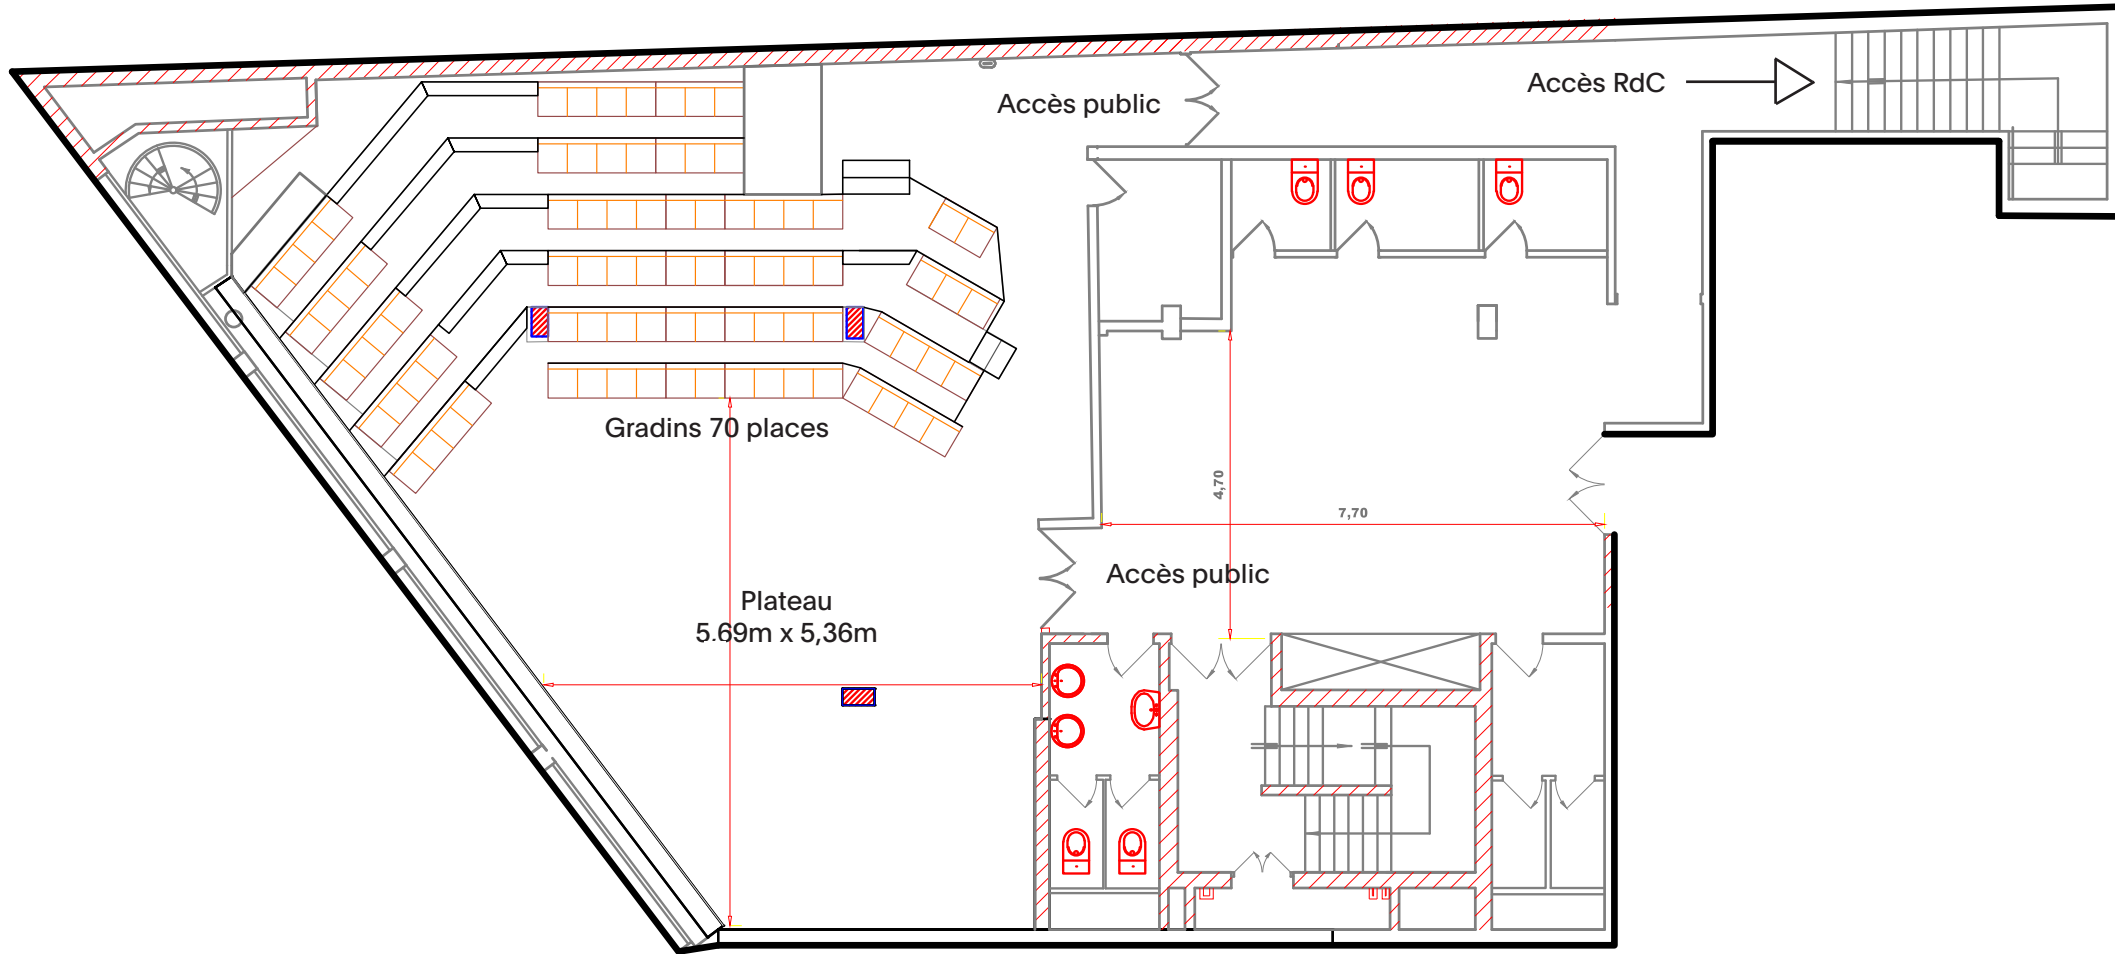 Accès RdC
Accès public
Gradins 70 places
4,70
7,70
Accès public
Plateau
5.69m x 5,36m